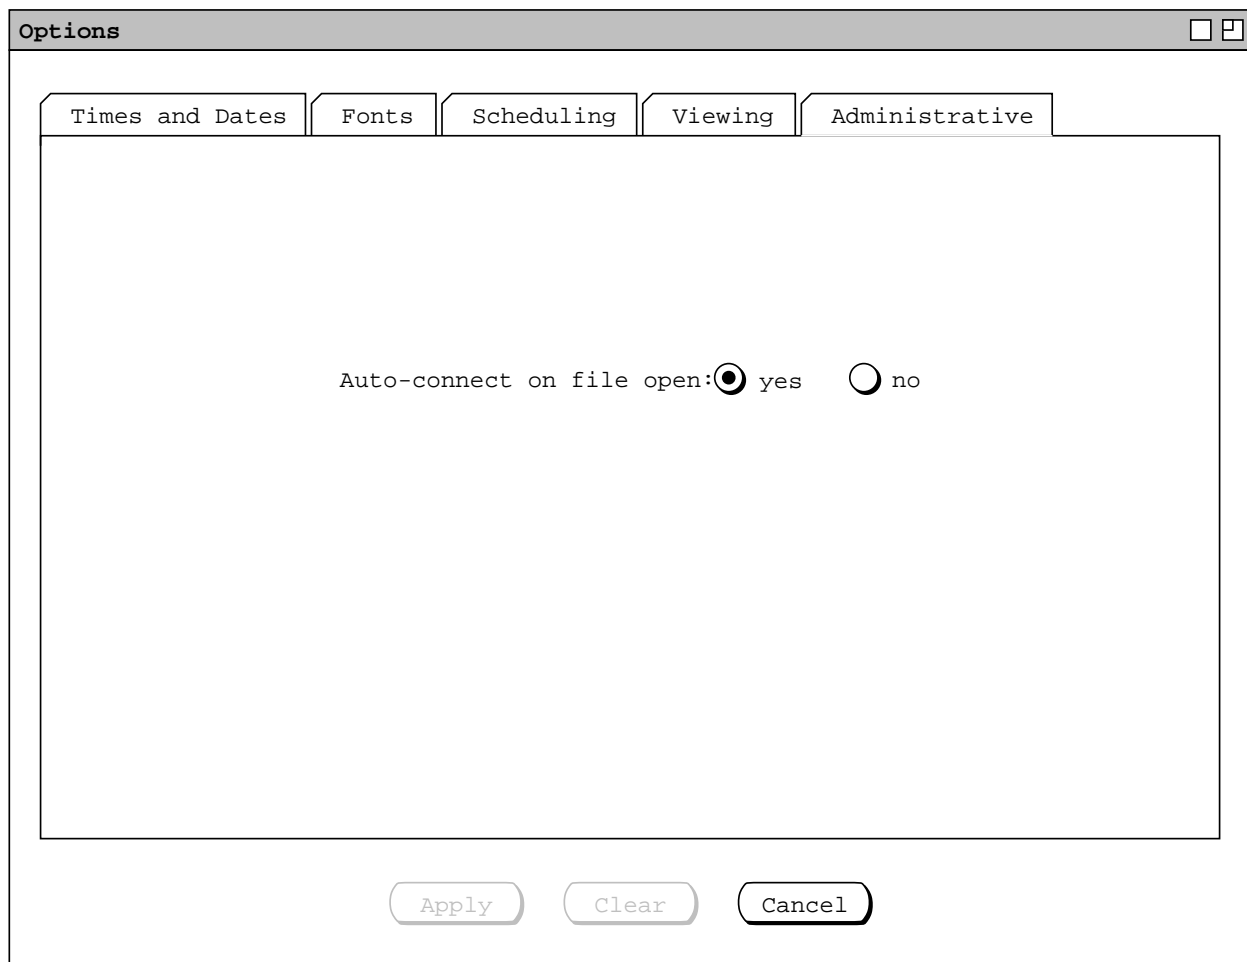 Options
Times and Dates Fonts Scheduling Viewing Administrative
Auto-connect on file open: yes no
Apply Clear Cancel